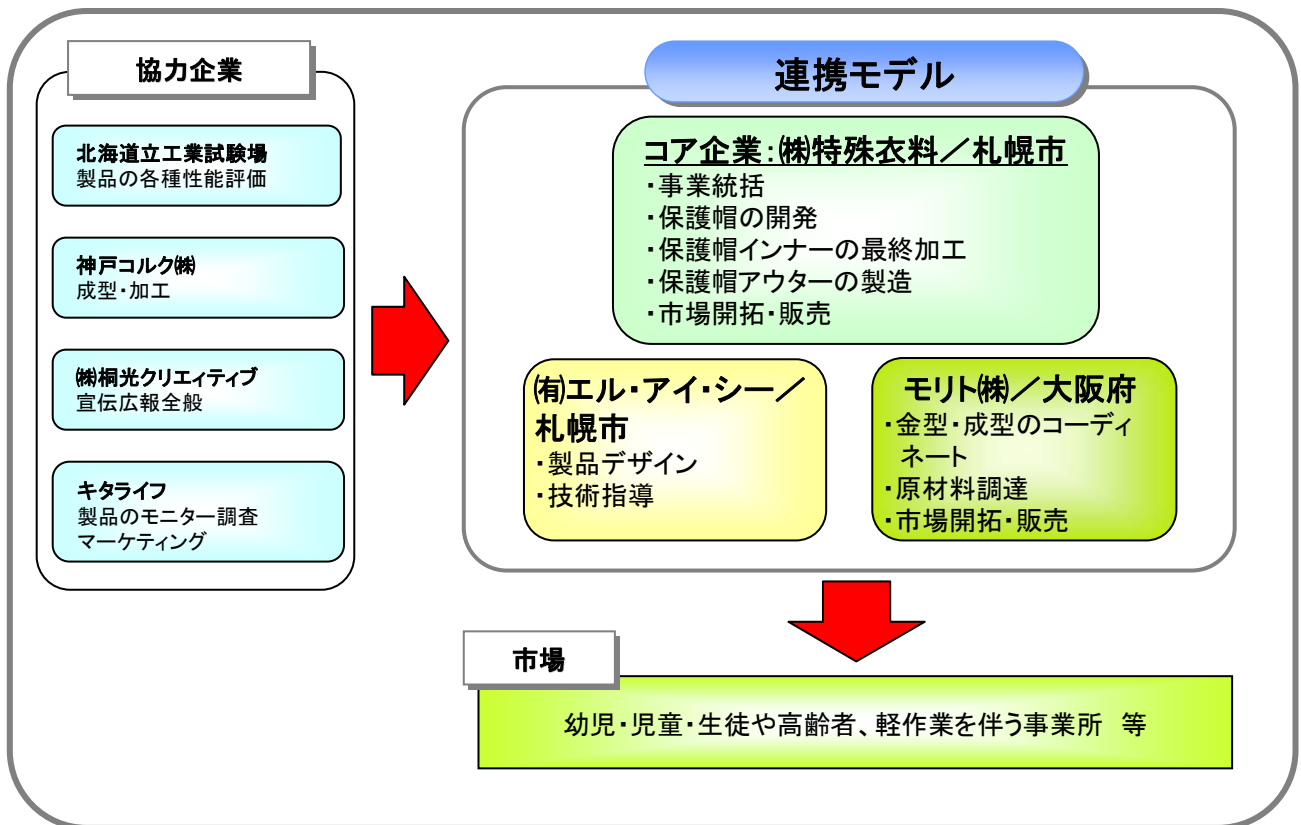 協力企業
北海道立工業試験場
製品の各種性能評価
神戸コルク㈱
成型・加工
㈱桐光クリエィティブ
宣伝広報全般
キタライフ
製品のモニター調査
マーケティング
連携モデル
コア企業:㈱特殊衣料／札幌市
・事業統括
・保護帽の開発
・保護帽インナーの最終加工
・保護帽アウターの製造
・市場開拓・販売
㈲エル・アイ・シー／
札幌市
・製品デザイン
・技術指導
モリト㈱／大阪府
・金型・成型のコーディ
ネート
・原材料調達
・市場開拓・販売
市場
幼児・児童・生徒や高齢者、軽作業を伴う事業所　等